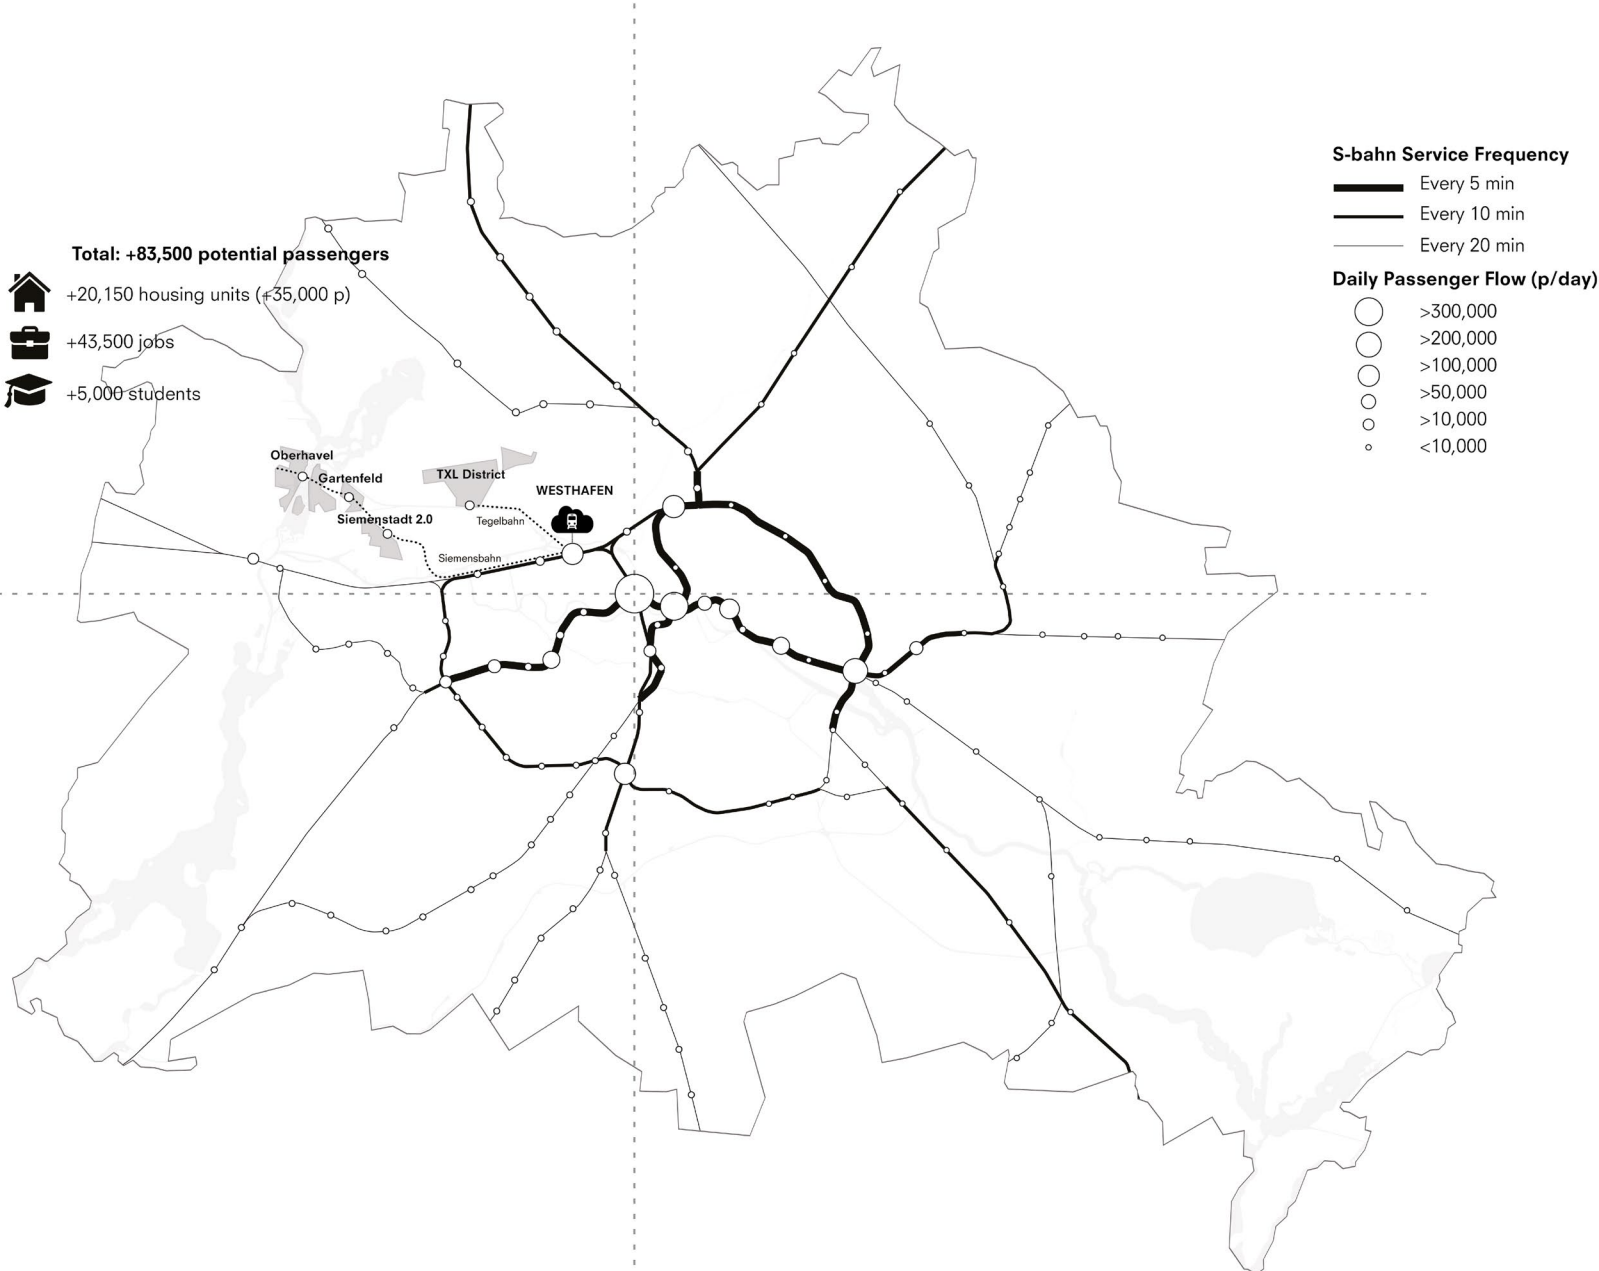 S-bahn Service Frequency
Every 5 min
Every 10 min
Every 20 min
Daily Passenger Flow (p/day)
>300,000
>200,000
>100,000
>50,000
>10,000
<10,000
Total: +83,500 potential passengers
+20,150 housing units (+35,000 p)
+43,500 jobs
+5,000 students
Oberhavel
Gartenfeld
Siemenstadt 2.0
TXL District
WESTHAFEN
Tegelbahn
Siemensbahn